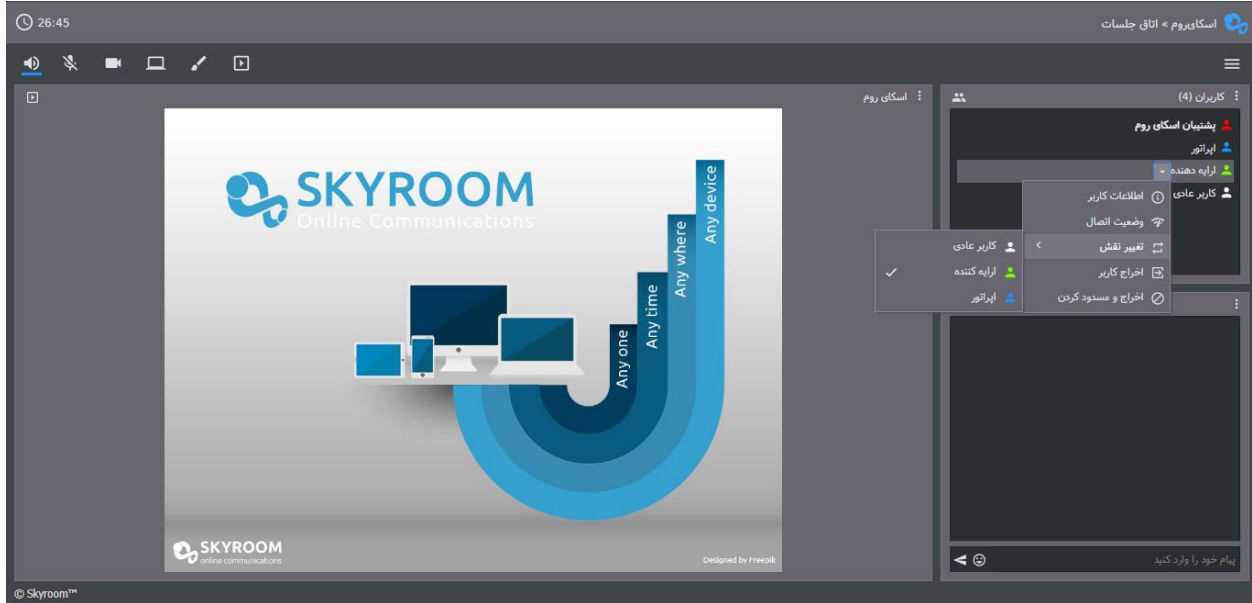 26:45
اسکای‌روم » اتاق جلسات
اسکای روم
SKYROOM
Online Communications
Any one
Any time
Any where
Any device
SKYROOM
online communications
Designed by Freepik
کاربران (4)
پشتیبان اسکای روم
اپراتور
ارایه دهنده
کاربر عادی
اطلاعات کاربر
وضعیت اتصال
تغییر نقش
اخراج کاربر
اخراج و مسدود کردن
کاربر عادی
ارایه کننده
اپراتور
پیام خود را وارد کنید
© Skyroom™